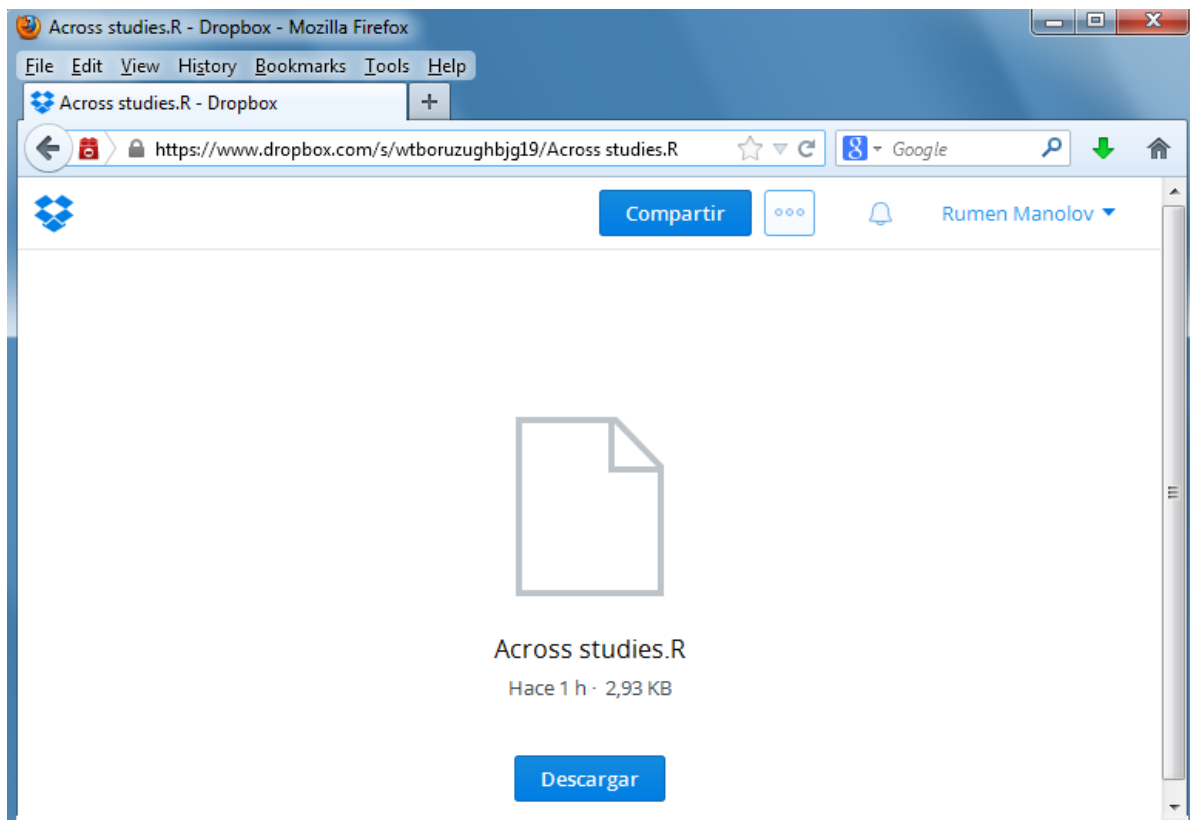 Across studies.R - Dropbox - Mozilla Firefox
File Edit View History Bookmarks Tools Help
Across studies.R - Dropbox
https://www.dropbox.com/s/wtboruzughbjg19/Across studies.R
8 Google
Compartir
Rumen Manolov
Across studies.R
Hace 1 h · 2,93 KB
Descargar